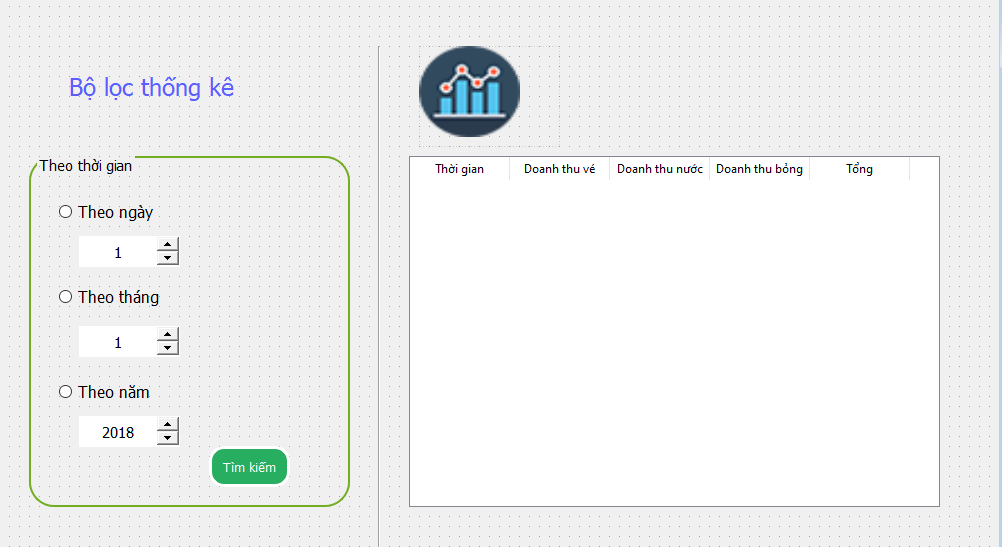 Bộ lọc thống kê
Theo thời gian
Theo ngày
1
Theo tháng
1
Theo năm
2018
Tìm kiếm
Thời gian Doanh thu vé Doanh thu nước Doanh thu bỏng Tổng